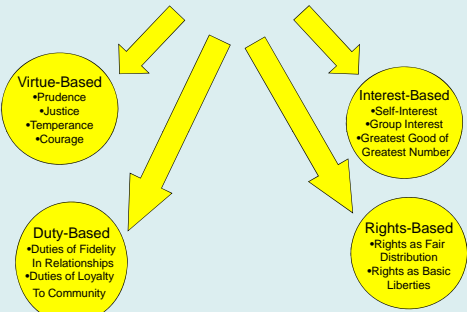 Virtue-Based
•Prudence
•Justice
•Temperance
•Courage
Interest-Based
•Self-Interest
•Group Interest
•Greatest Good of
Greatest Number
Duty-Based
•Duties of Fidelity
In Relationships
•Duties of Loyalty
To Community
Rights-Based
•Rights as Fair
Distribution
•Rights as Basic
Liberties